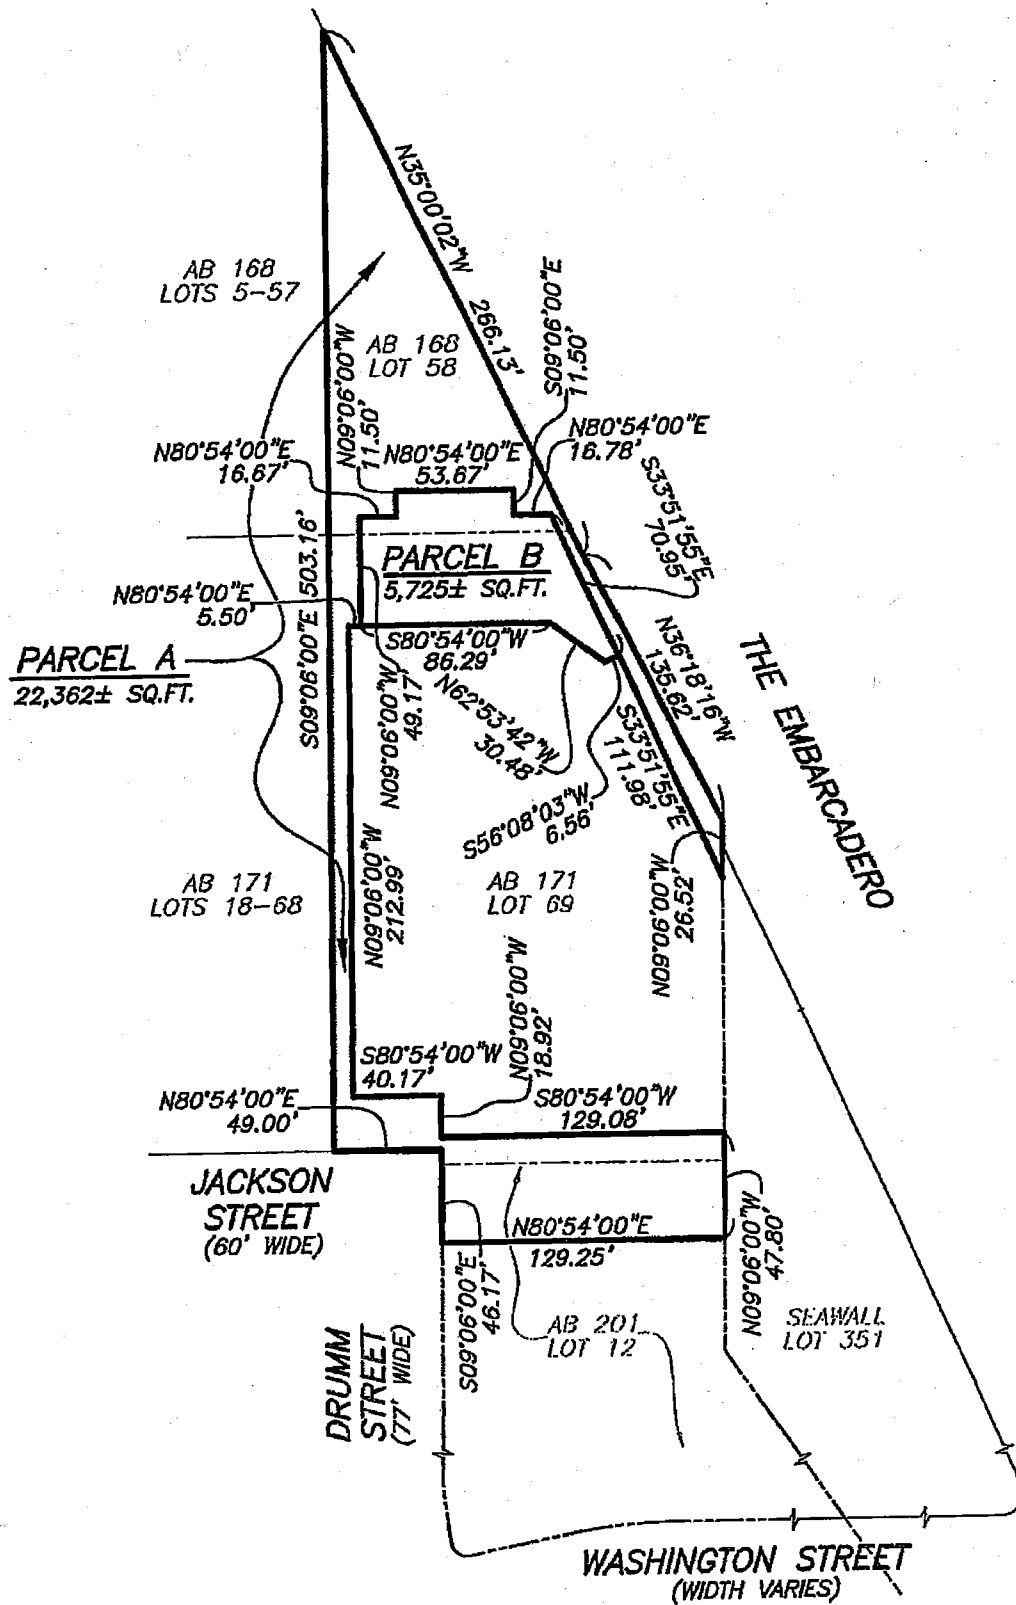 N35°00'02"W 266.13'
AB 168
LOTS 5-57
AB 168
LOT 58
S09°06'00"E
11.50'
N09°06'00"W
11.50'
N80°54'00"E
16.67'
N80°54'00"E
53.67'
N80°54'00"E
16.78'
S33°51'55"E
70.95'
S09°06'00"E 503.16'
PARCEL B
5,725± SQ.FT.
N80°54'00"E
5.50'
PARCEL A
22,362± SQ.FT.
S80°54'00"W
86.29'
N09°06'00"W
49.17'
N62°53'42"W
30.48'
N36°18'16"W
135.62'
THE EMBARCADERO
S33°51'55"E
111.98'
S56°08'03"W
6.56'
AB 171
LOTS 18-68
N09°06'00"W
212.99'
AB 171
LOT 69
N09°06'00"W
26.52'
N09°06'00"W
18.92'
S80°54'00"W
40.17'
N80°54'00"E
49.00'
S80°54'00"W
129.08'
JACKSON
STREET
(60' WIDE)
N80°54'00"E
129.25'
N09°06'00"W
47.80'
S09°06'00"E
46.17'
AB 201
LOT 12
SEAWALL
LOT 351
DRUMM
STREET
(77' WIDE)
WASHINGTON STREET
(WIDTH VARIES)